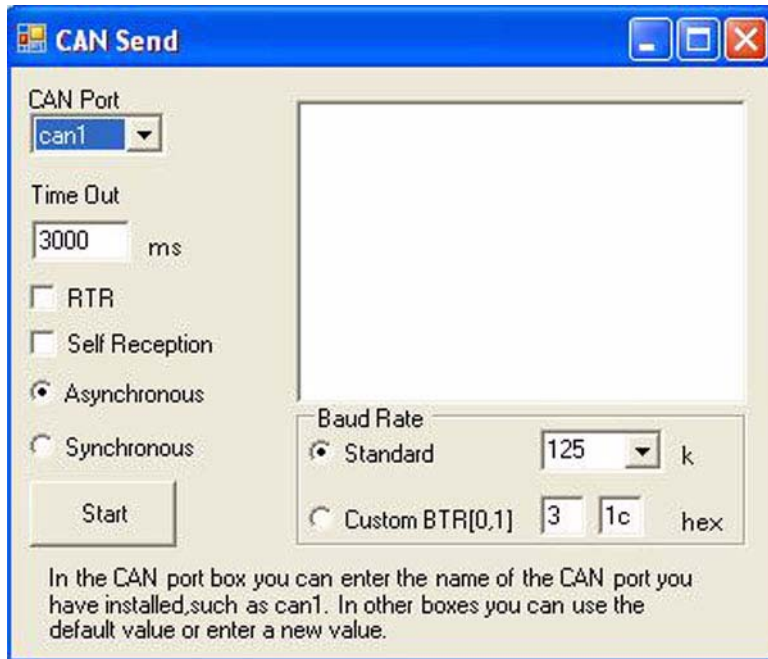 CAN Send
CAN Port
can1
Time Out
3000 ms
RTR
Self Reception
Asynchronous
Synchronous
Start
Baud Rate
Standard 125 k
Custom BTR[0,1] 3 1c hex
In the CAN port box you can enter the name of the CAN port you
have installed,such as can1. In other boxes you can use the
default value or enter a new value.